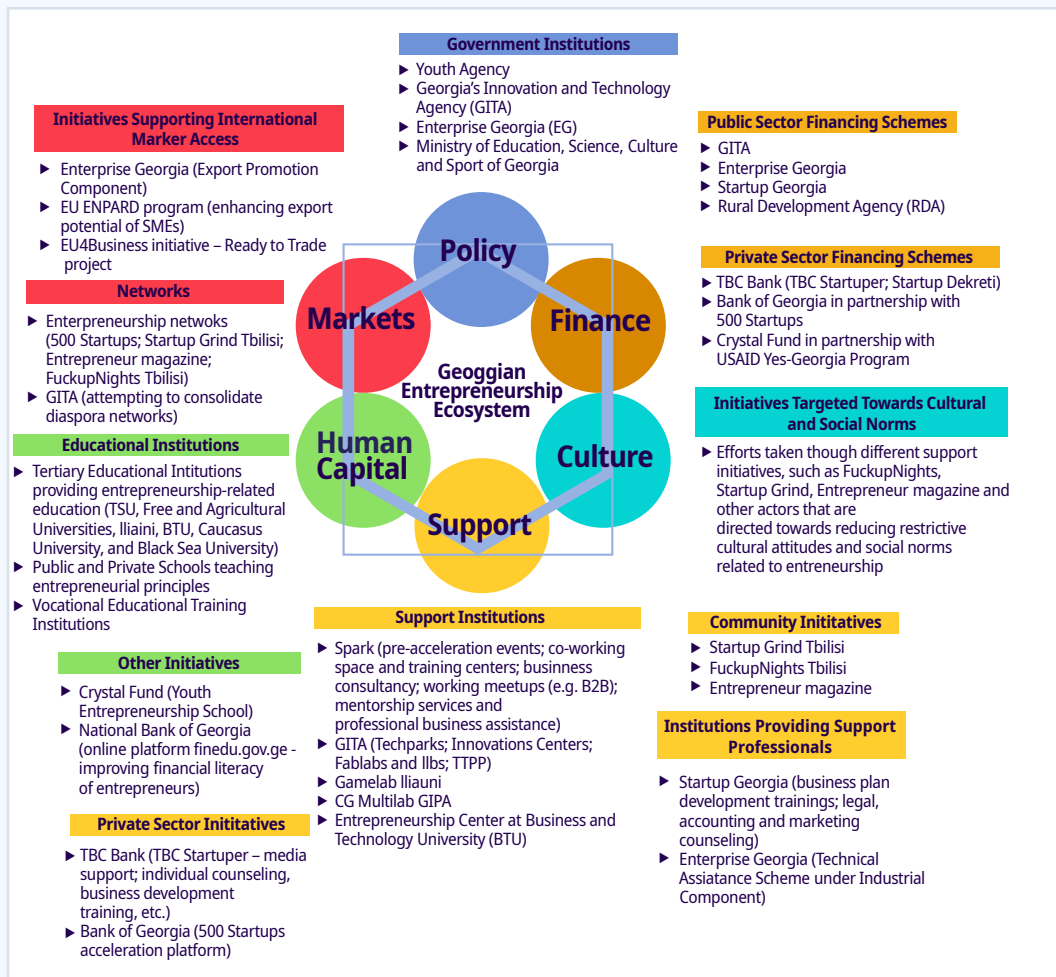 Government Institutions
Youth Agency
Georgia's Innovation and Technology
Agency (GITA)
Enterprise Georgia (EG)
Ministry of Education, Science, Culture
and Sport of Georgia
Initiatives Supporting International
Marker Access
Enterprise Georgia (Export Promotion
Component)
EU ENPARD program (enhancing export
potential of SMEs)
EU4Business initiative – Ready to Trade
project
Networks
Enterpreneurship netwoks
(500 Startups; Startup Grind Tbilisi;
Entrepreneur magazine;
FuckupNights Tbilisi)
GITA (attempting to consolidate
diaspora networks)
Educational Institutions
Tertiary Educational Intitutions
providing entrepreneurship-related
education (TSU, Free and Agricultural
Universities, lliaini, BTU, Caucasus
University, and Black Sea University)
Public and Private Schools teaching
entrepreneurial principles
Vocational Educational Training
Institutions
Other Initiatives
Crystal Fund (Youth
Entrepreneurship School)
National Bank of Georgia
(online platform finedu.gov.ge -
improving financial literacy
of entrepreneurs)
Private Sector Inititatives
TBC Bank (TBC Startuper – media
support; individual counseling,
business development
training, etc.)
Bank of Georgia (500 Startups
acceleration platform)
Policy
Markets
Finance
Geoggian
Entrepreneurship
Ecosystem
Human
Capital
Culture
Support
Support Institutions
Spark (pre-acceleration events; co-working
space and training centers; buusiness
consultancy; working meetups (e.g. B2B);
mentorship services and
professional business assistance)
GITA (Techparks; Innovations Centers;
Fablabs and llbs; TTPP)
Gamelab lliauni
CG Multilab GIPA
Entrepreneurship Center at Business and
Technology University (BTU)
Public Sector Financing Schemes
GITA
Enterprise Georgia
Startup Georgia
Rural Development Agency (RDA)
Private Sector Financing Schemes
TBC Bank (TBC Startuper; Startup Dekreti)
Bank of Georgia in partnership with
500 Startups
Crystal Fund in partnership with
USAID Yes-Georgia Program
Initiatives Targeted Towards Cultural
and Social Norms
Efforts taken though different support
initiatives, such as FuckupNights,
Startup Grind, Entrepreneur magazine and
other actors that are
directed towards reducing restrictive
cultural attitudes and social norms
related to entreneurship
Community Inititatives
Startup Grind Tbilisi
FuckupNights Tbilisi
Entrepreneur magazine
Institutions Providing Support
Professionals
Startup Georgia (business plan
development trainings; legal,
accounting and marketing
counseling)
Enterprise Georgia (Technical
Assiatance Scheme under Industrial
Component)